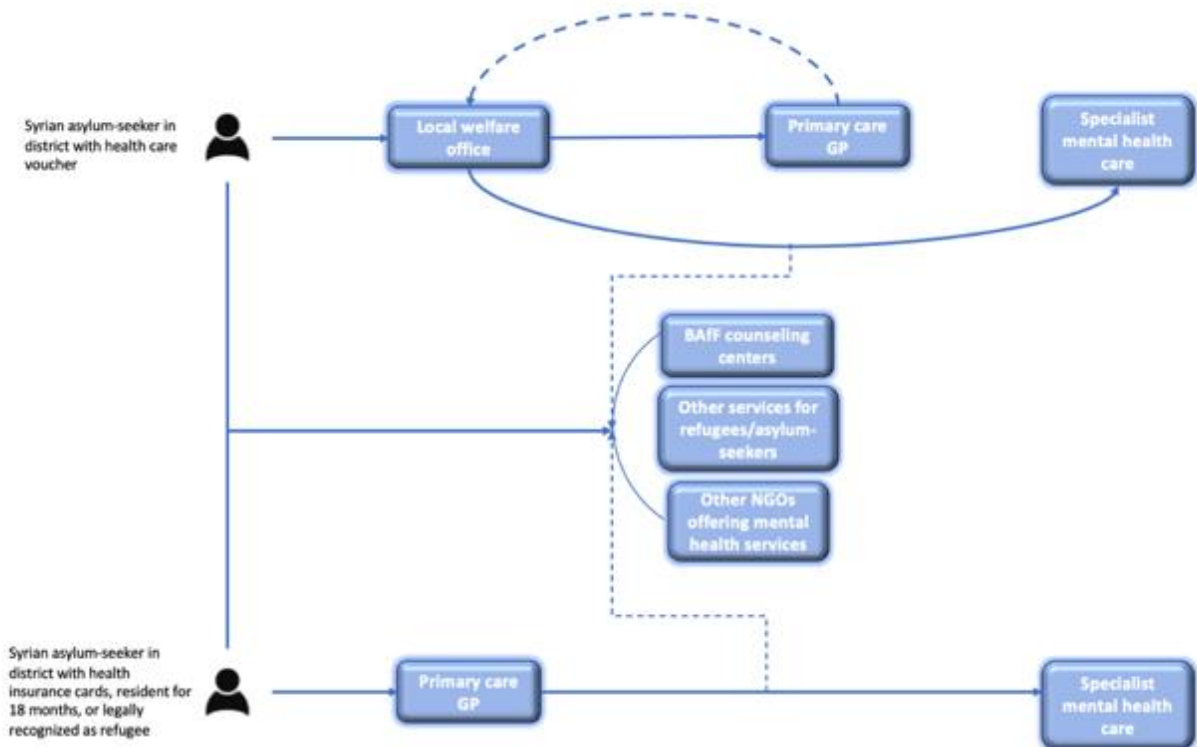 Syrian asylum-seeker in
district with health care
voucher
Local welfare
office
Primary care
GP
Specialist
mental health
care
BAfF counseling
centers
Other services for
refugees/asylum-
seekers
Other NGOs
offering mental
health services
Syrian asylum-seeker in
district with health
insurance cards, resident for
18 months, or legally
recognized as refugee
Primary care
GP
Specialist
mental health
care